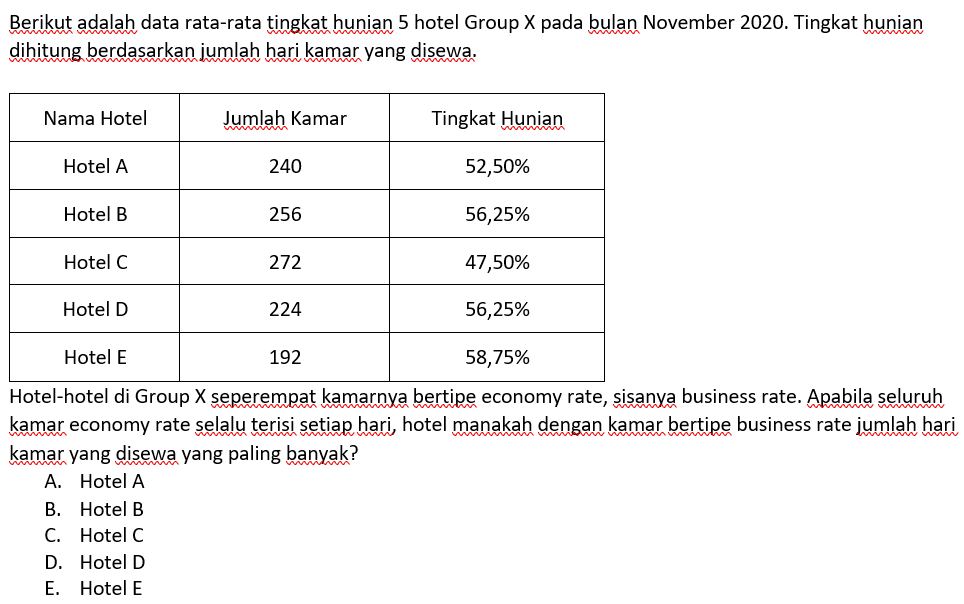 Berikut adalah data rata-rata tingkat hunian 5 hotel Group X pada bulan November 2020. Tingkat hunian
dihitung berdasarkan jumlah hari kamar yang disewa.
Nama Hotel Jumlah Kamar Tingkat Hunian
Hotel A 240 52,50%
Hotel B 256 56,25%
Hotel C 272 47,50%
Hotel D 224 56,25%
Hotel E 192 58,75%
Hotel-hotel di Group X seperempat kamarnya bertipe economy rate, sisanya business rate. Apabila seluruh
kamar economy rate selalu terisi setiap hari, hotel manakah dengan kamar bertipe business rate jumlah hari
kamar yang disewa yang paling banyak?
A. Hotel A
B. Hotel B
C. Hotel C
D. Hotel D
E. Hotel E